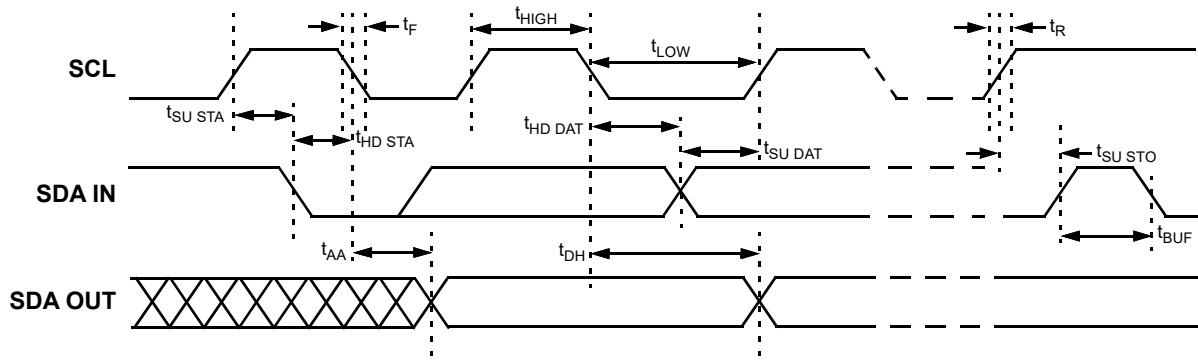 tHIGH
tF
tR
tLOW
SCL
tSU STA
tHD STA
tHD DAT
tSU DAT
tSU STO
SDA IN
tAA
tDH
tBUF
SDA OUT